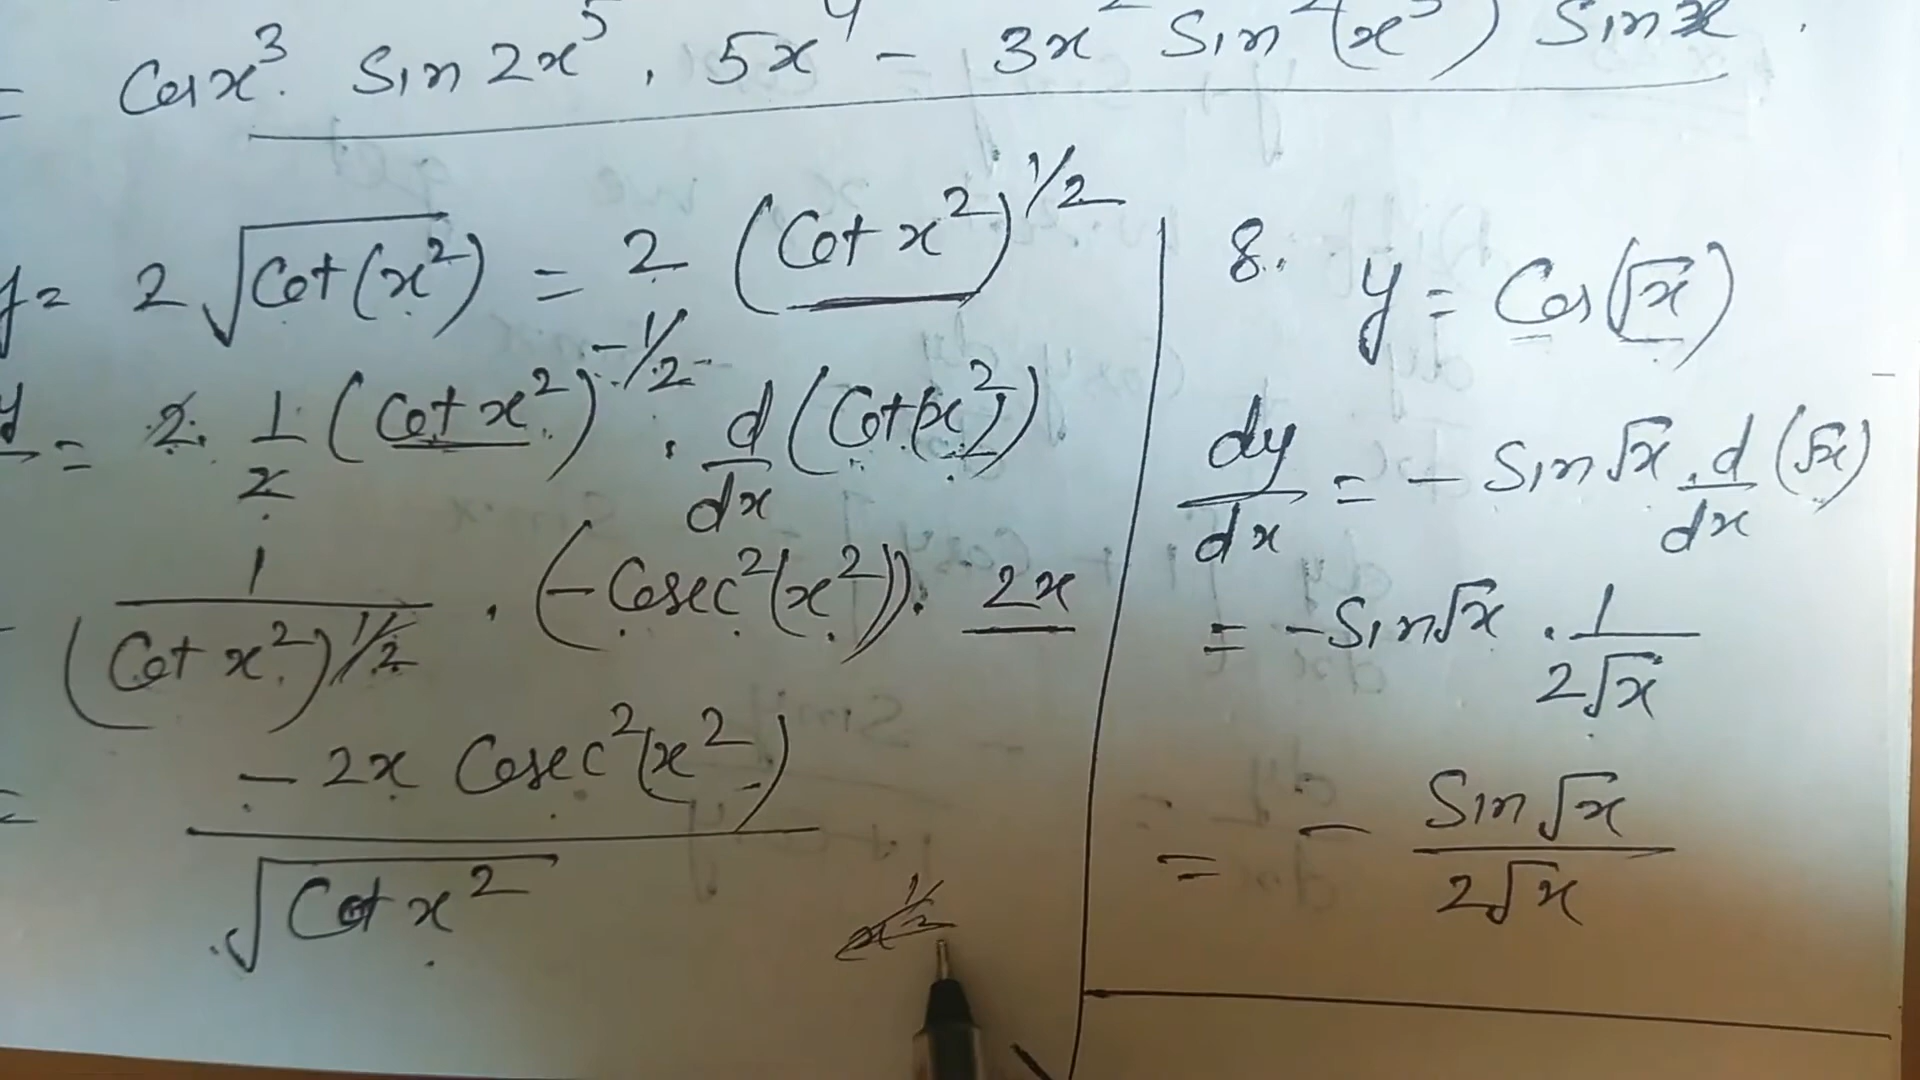 = Cos x³. Sin 2x⁵. 5x⁴ - 3x² Sin²(x⁵) Sin x³.
y = 2√Cot(x²) = 2 (Cot x²)^1/2
= 2. 1/2 (Cot x²)^-1/2 . d/dx (Cot(x²))
1/(Cot x²)^1/2 . (-Cosec²(x²)). 2x
= -2x Cosec²(x²)/√Cot x²
8. y = Cos(√x)
dy/dx = - Sin√x . d/dx (√x)
= -Sin√x . 1/2√x
= - Sin√x/2√x